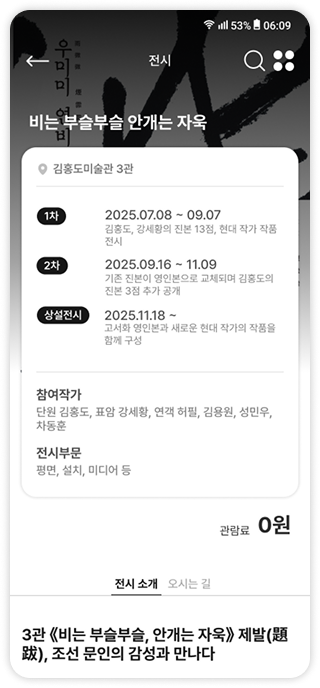 53% 06:09
전시
비는 부슬부슬 안개는 자욱
김홍도미술관 3관
1차 2025.07.08 ~ 09.07
김홍도, 강세황의 진본 13점, 현대 작가 작품
전시
2차 2025.09.16 ~ 11.09
기존 진본이 영인본으로 교체되며 김홍도의
진본 3점 추가 공개
상설전시 2025.11.18 ~
고서화 영인본과 새로운 현대 작가의 작품을
함께 구성
참여작가
단원 김홍도, 표암 강세황, 연객 허필, 김용원, 성민우,
차동훈
전시부문
평면, 설치, 미디어 등
관람료 0원
전시 소개 오시는 길
3관 《비는 부슬부슬, 안개는 자욱》 제발(題
跋), 조선 문인의 감성과 만나다